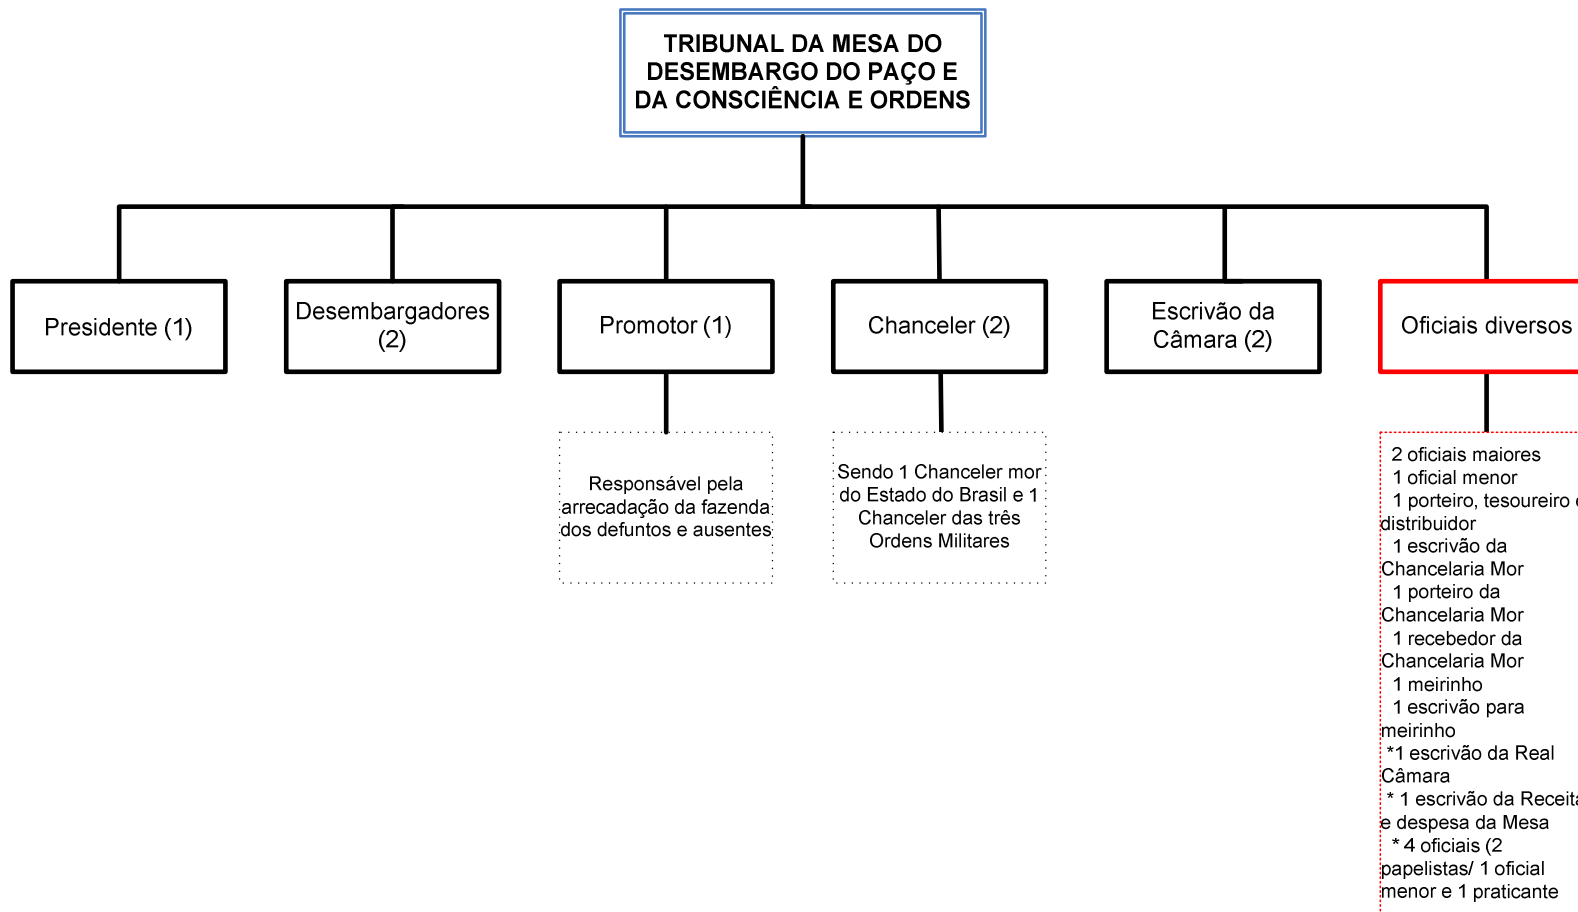 TRIBUNAL DA MESA DO
DESEMBARGO DO PAÇO E
DA CONSCIÊNCIA E ORDENS
Presidente (1)
Desembargadores
(2)
Promotor (1)
Chanceler (2)
Escrivão da
Câmara (2)
Oficiais diversos
Responsável pela
arrecadação da fazenda
dos defuntos e ausentes
Sendo 1 Chanceler mor
do Estado do Brasil e 1
Chanceler das três
Ordens Militares
2 oficiais maiores
1 oficial menor
1 porteiro, tesoureiro e
distribuidor
1 escrivão da
Chancelaria Mor
1 porteiro da
Chancelaria Mor
1 recebedor da
Chancelaria Mor
1 meirinho
1 escrivão para
meirinho
*1 escrivão da Real
Câmara
* 1 escrivão da Receita
e despesa da Mesa
* 4 oficiais (2
papelistas/ 1 oficial
menor e 1 praticante